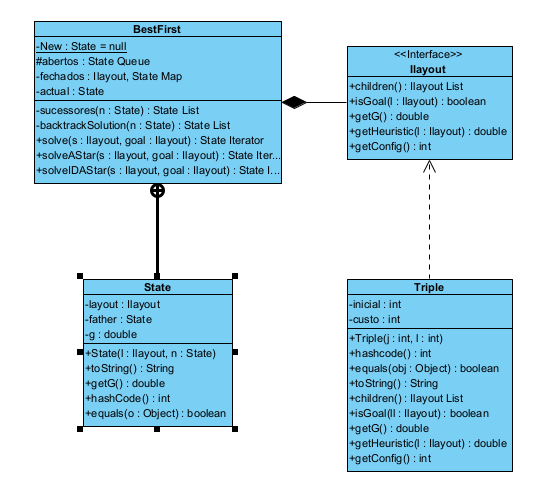 BestFirst
-New : State = null
#abertos : State Queue
-fechados : Ilayout, State Map
-actual : State
-sucessores(n : State) : State List
-backtrackSolution(n : State) : State List
+solve(s : Ilayout, goal : Ilayout) : State Iterator
+solveAStar(s : Ilayout, goal : Ilayout) : State Iter...
+solveIDAStar(s : Ilayout, goal : Ilayout) : State I...
<<Interface>>
Ilayout
+children() : Ilayout List
+isGoal(l : Ilayout) : boolean
+getG() : double
+getHeuristic(l : Ilayout) : double
+getConfig() : int
State
-layout : Ilayout
-father : State
-g : double
+State(l : Ilayout, n : State)
+toString() : String
+getG() : double
+hashCode() : int
+equals(o : Object) : boolean
Triple
-inicial : int
-custo : int
+Triple(j : int, l : int)
+hashcode() : int
+equals(obj : Object) : boolean
+toString() : String
+children() : Ilayout List
+isGoal(ll : Ilayout) : boolean
+getG() : double
+getHeuristic(l : Ilayout) : double
+getConfig() : int